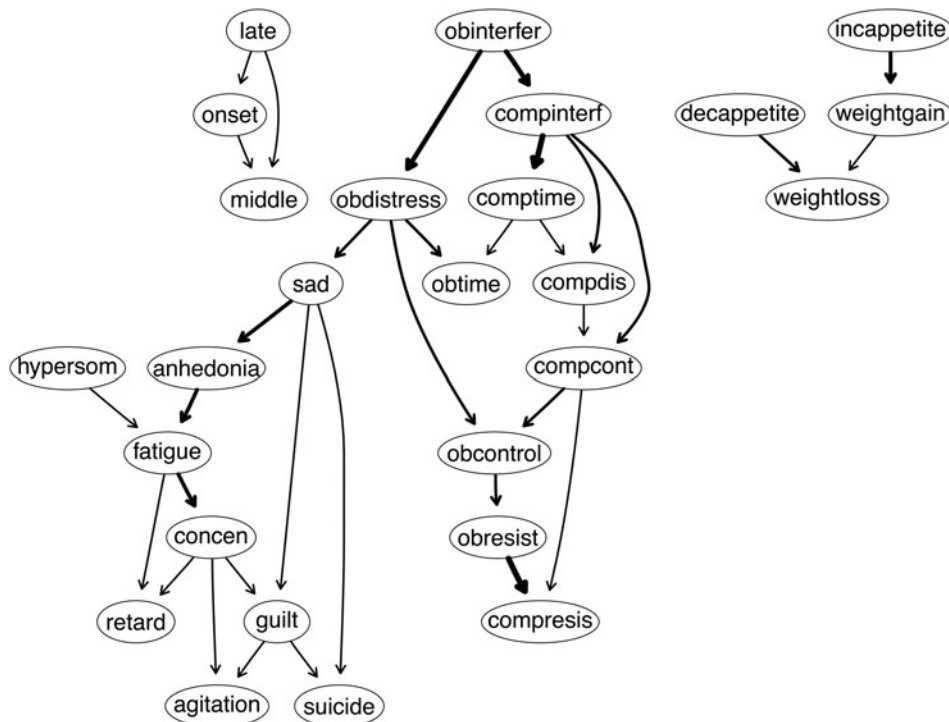 late
obinterfer
incappetite
onset
compinterf
decappetite
weightgain
middle
obdistress
comptime
weightloss
sad
obtime
compdis
hypersom
anhedonia
compcont
fatigue
obcontrol
concen
obresist
retard
guilt
compresis
agitation
suicide